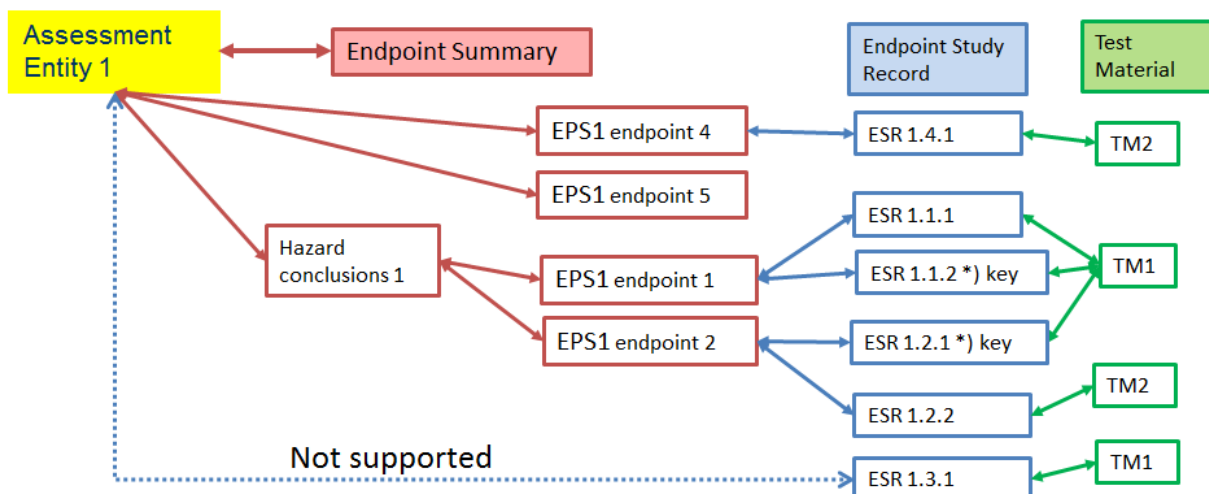 Assessment
Entity 1
Endpoint Summary
Endpoint Study
Record
Test
Material
EPS1 endpoint 4
ESR 1.4.1
TM2
EPS1 endpoint 5
ESR 1.1.1
Hazard
conclusions 1
EPS1 endpoint 1
ESR 1.1.2 *) key
TM1
EPS1 endpoint 2
ESR 1.2.1 *) key
TM2
ESR 1.2.2
Not supported
ESR 1.3.1
TM1